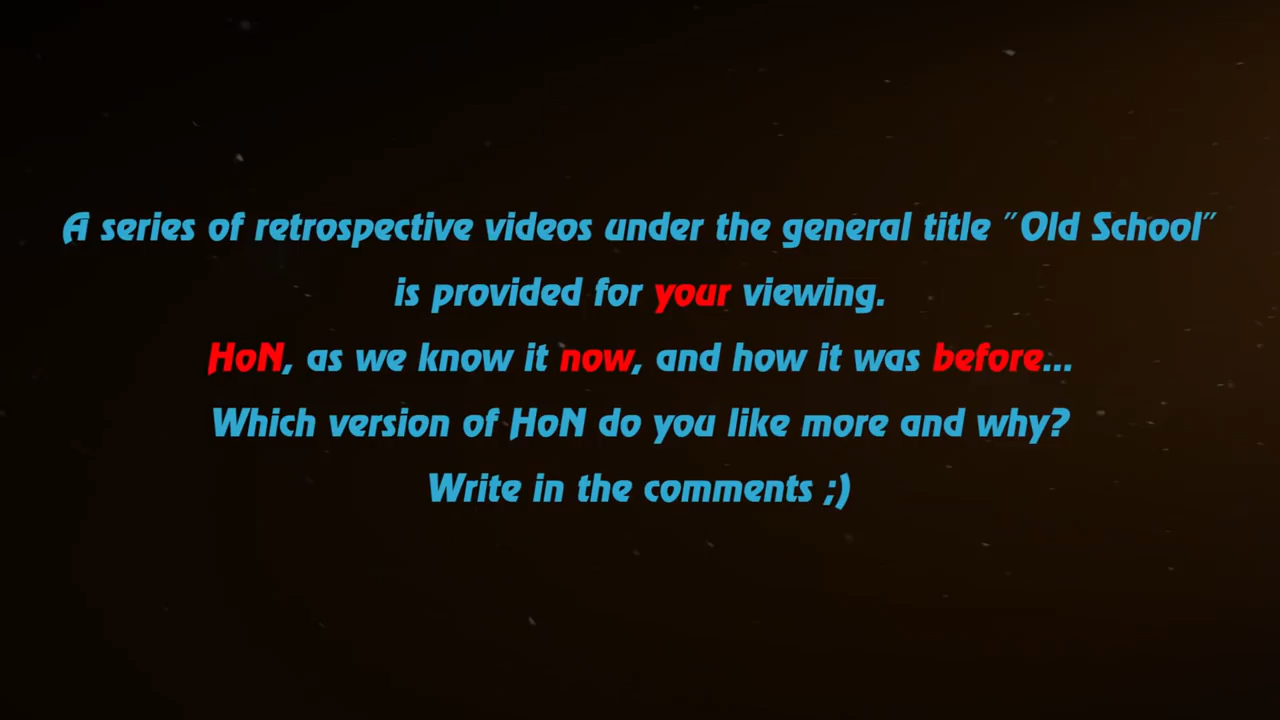 A series of retrospective videos under the general title "Old School"
is provided for your viewing.
HoN, as we know it now, and how it was before...
Which version of HoN do you like more and why?
Write in the comments ;)